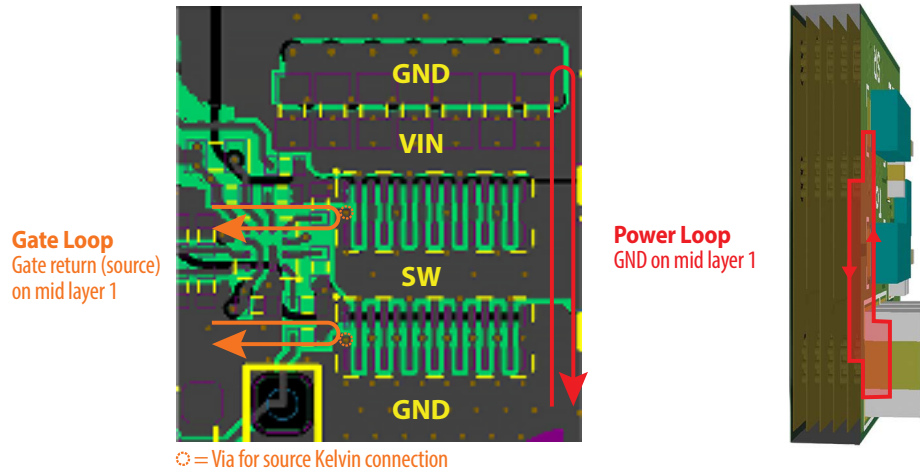 GND
VIN
SW
GND
Gate Loop
Gate return (source)
on mid layer 1
= Via for source Kelvin connection
Power Loop
GND on mid layer 1